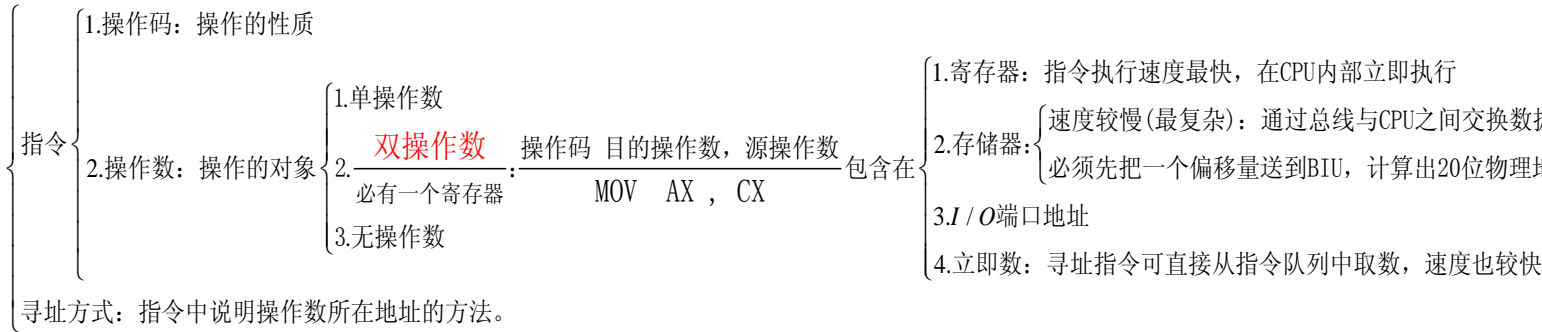 1.操作码：操作的性质
1.寄存器：指令执行速度最快，在CPU内部立即执行
1.单操作数
速度较慢(最复杂)：通过总线与CPU之间交换数
指令
2.操作数：操作的对象
2.双操作数：操作码 目的操作数，源操作数
必有一个寄存器
MOV AX , CX
包含在
2.存储器：
必须先把一个偏移量送到BIU，计算出20位物理
3.无操作数
3.I / O端口地址
4.立即数：寻址指令可直接从指令队列中取数，速度也较快
寻址方式：指令中说明操作数所在地址的方法。